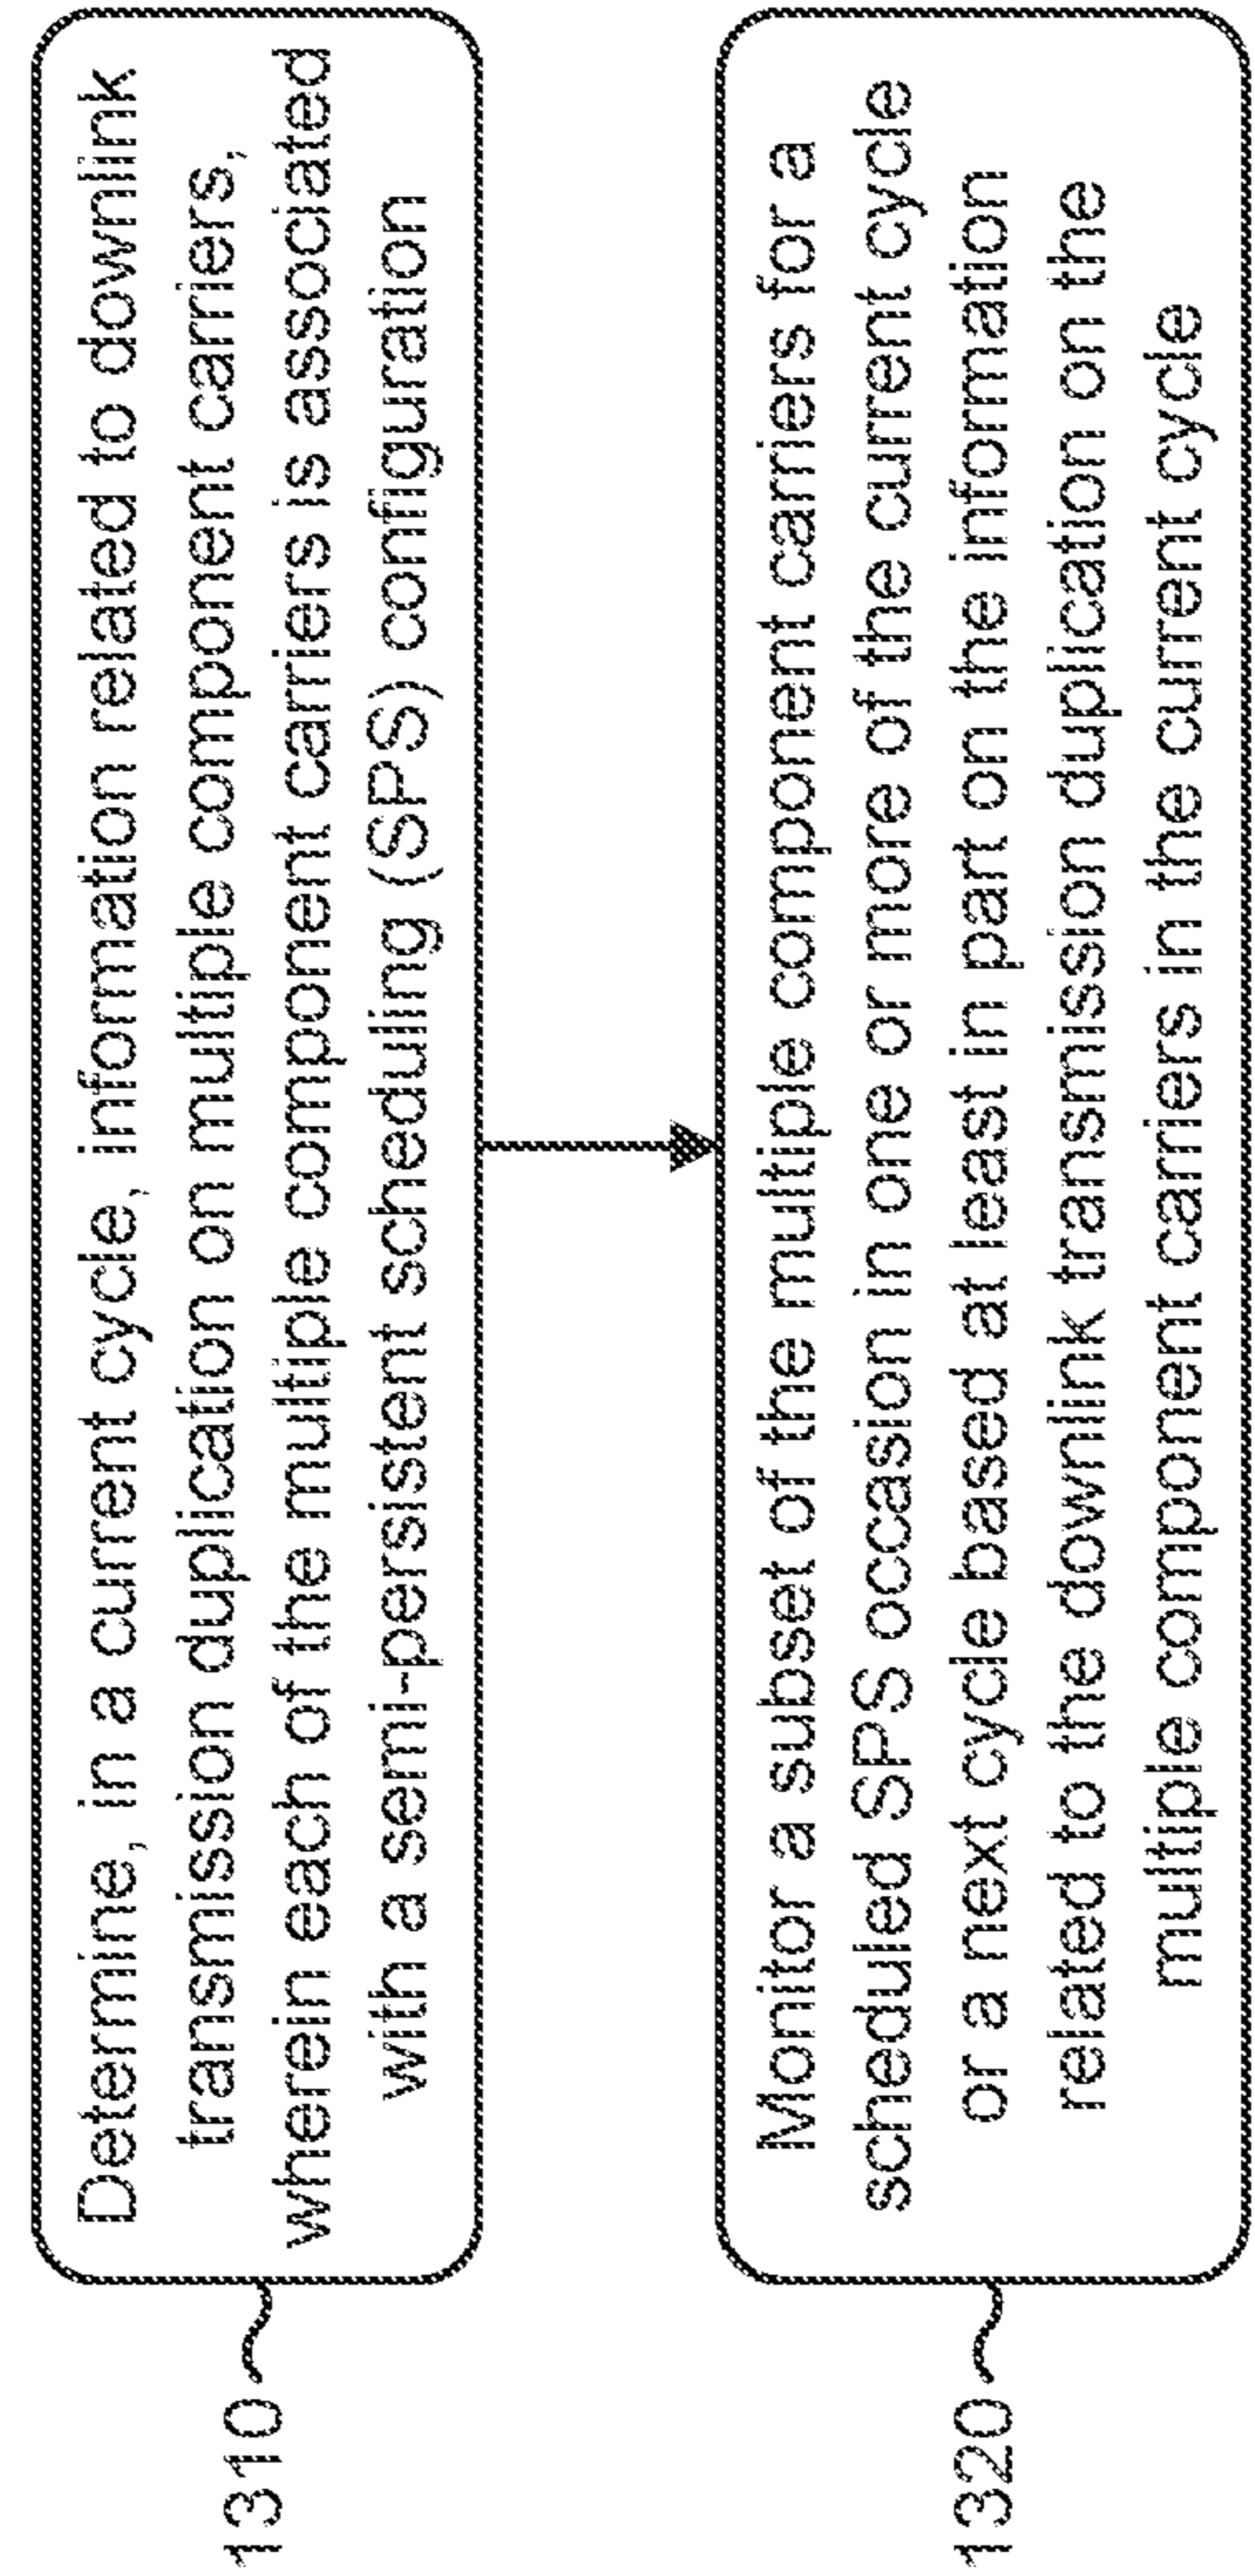 1310
Determine, in a current cycle, information related to downlink
transmission duplication on multiple component carriers,
wherein each of the multiple component carriers is associated
with a semi-persistent scheduling (SPS) configuration
1320
Monitor a subset of the multiple component carriers for a
scheduled SPS occasion in one or more of the current cycle
or a next cycle based at least in part on the information
related to the downlink transmission duplication on the
multiple component carriers in the current cycle